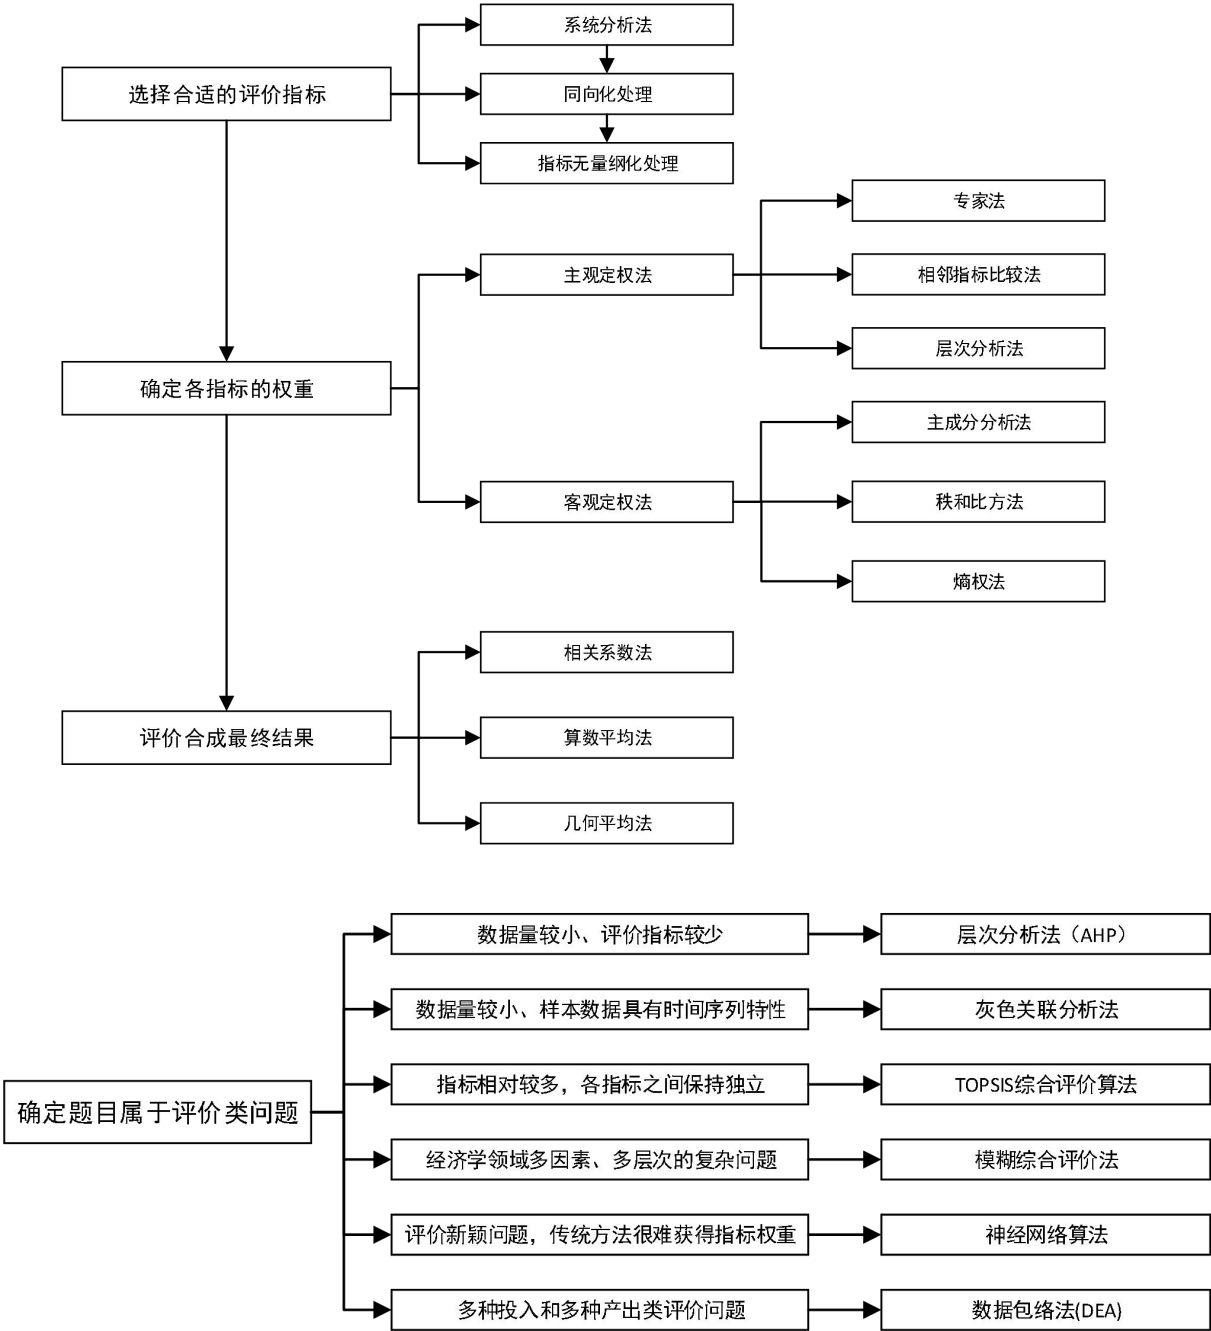 系统分析法
选择合适的评价指标
同向化处理
指标无量纲化处理
专家法
主观定权法
相邻指标比较法
层次分析法
确定各指标的权重
主成分分析法
客观定权法
秩和比方法
熵权法
相关系数法
评价合成最终结果
算数平均法
几何平均法
数据量较小、评价指标较少
层次分析法（AHP）
数据量较小、样本数据具有时间序列特性
灰色关联分析法
指标相对较多，各指标之间保持独立
TOPSIS综合评价算法
确定题目属于评价类问题
经济学领域多因素、多层次的复杂问题
模糊综合评价法
评价新颖问题，传统方法很难获得指标权重
神经网络算法
多种投入和多种产出类评价问题
数据包络法(DEA)